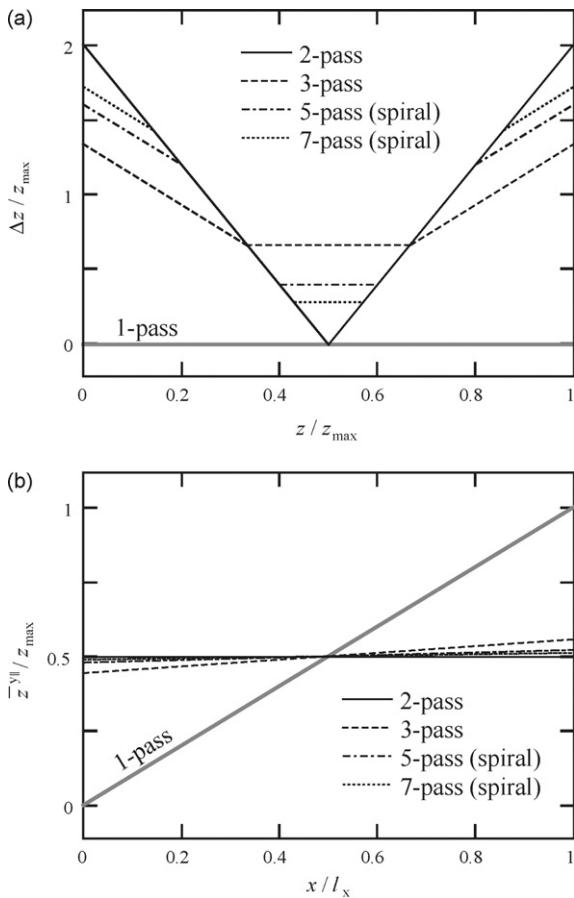 (a)
2
1
0
Δz / z_max
2-pass
3-pass
5-pass (spiral)
7-pass (spiral)
1-pass
0 0.2 0.4 0.6 0.8 1
z / z_max
(b)
1
0.5
0
z̄^y|| / z_max
1-pass
2-pass
3-pass
5-pass (spiral)
7-pass (spiral)
0 0.2 0.4 0.6 0.8 1
x / l_x